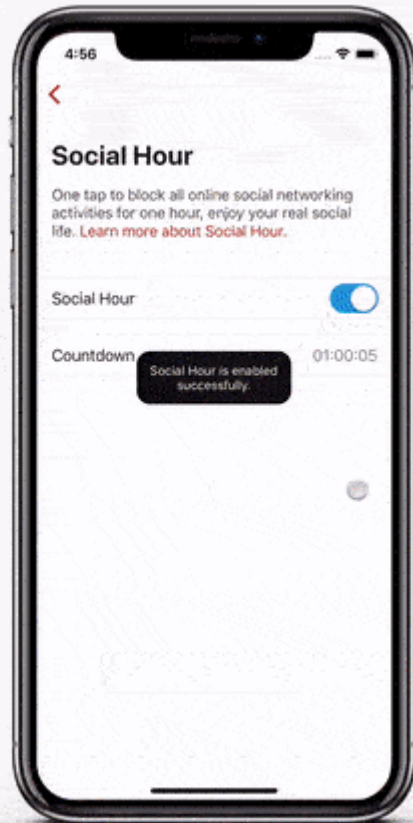 4:56
Social Hour
One tap to block all online social networking
activities for one hour, enjoy your real social
life. Learn more about Social Hour.
Social Hour
Countdown 01:00:05
Social Hour is enabled
successfully.